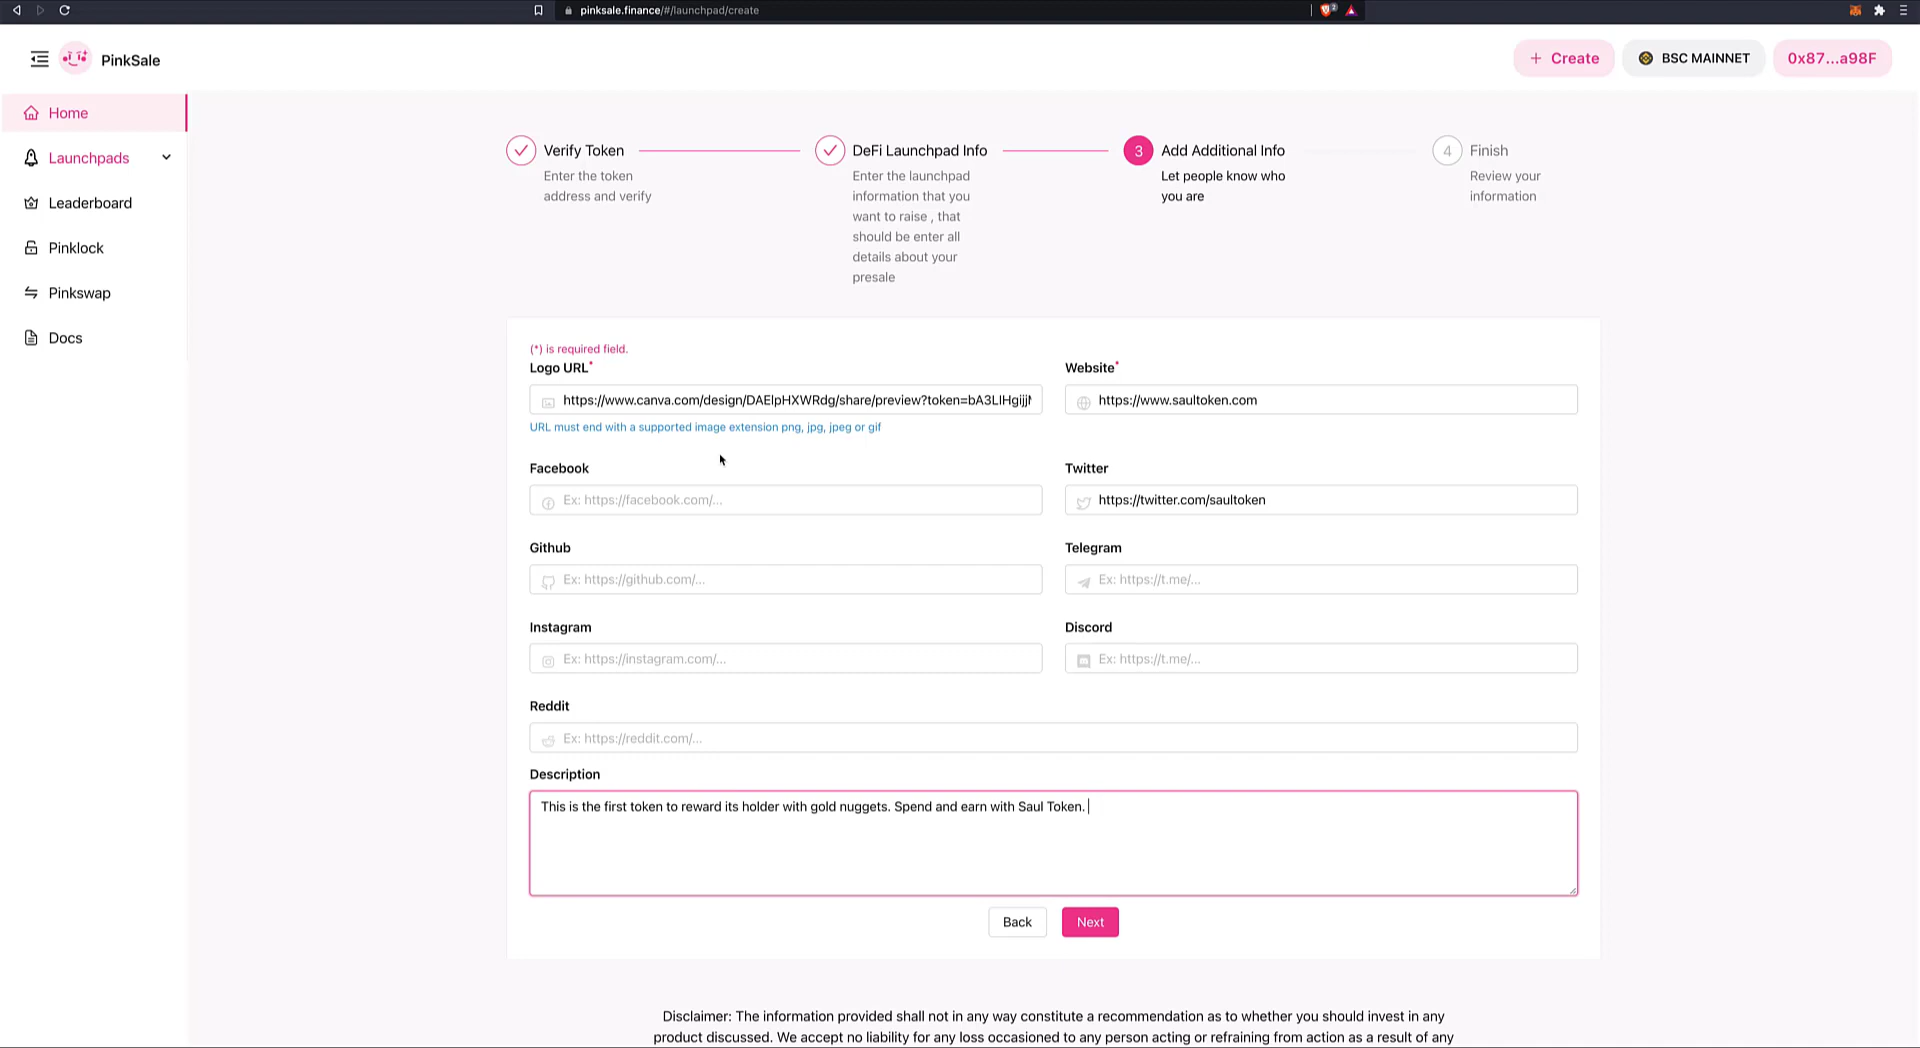 pinksale.finance/#/launchpad/create
2
PinkSale
+ Create
BSC MAINNET
0x87...a98F
Home
Launchpads
Leaderboard
Pinklock
Pinkswap
Docs
Verify Token
Enter the token
address and verify
DeFi Launchpad Info
Enter the launchpad
information that you
want to raise , that
should be enter all
details about your
presale
3
Add Additional Info
Let people know who
you are
4
Finish
Review your
information
(*) is required field.
Logo URL*
https://www.canva.com/design/DAElpHXWRdg/share/preview?token=
URL must end with a supported image extension png, jpg, jpeg or gif
Website*
https://www.saultoken.com
Facebook
Ex: https://facebook.com/...
Twitter
https://twitter.com/saultoken
Github
Ex: https://github.com/...
Telegram
Ex: https://t.me/...
Instagram
Ex: https://instagram.com/...
Discord
Ex: https://t.me/...
Reddit
Ex: https://reddit.com/...
Description
This is the first token to reward its holder with gold nuggets. Spend and earn with Saul Token.
Back
Next
Disclaimer: The information provided shall not in any way constitute a recommendation as to whether you should invest in any
product discussed. We accept no liability for any loss occasioned to any person acting or refraining from action as a result of any